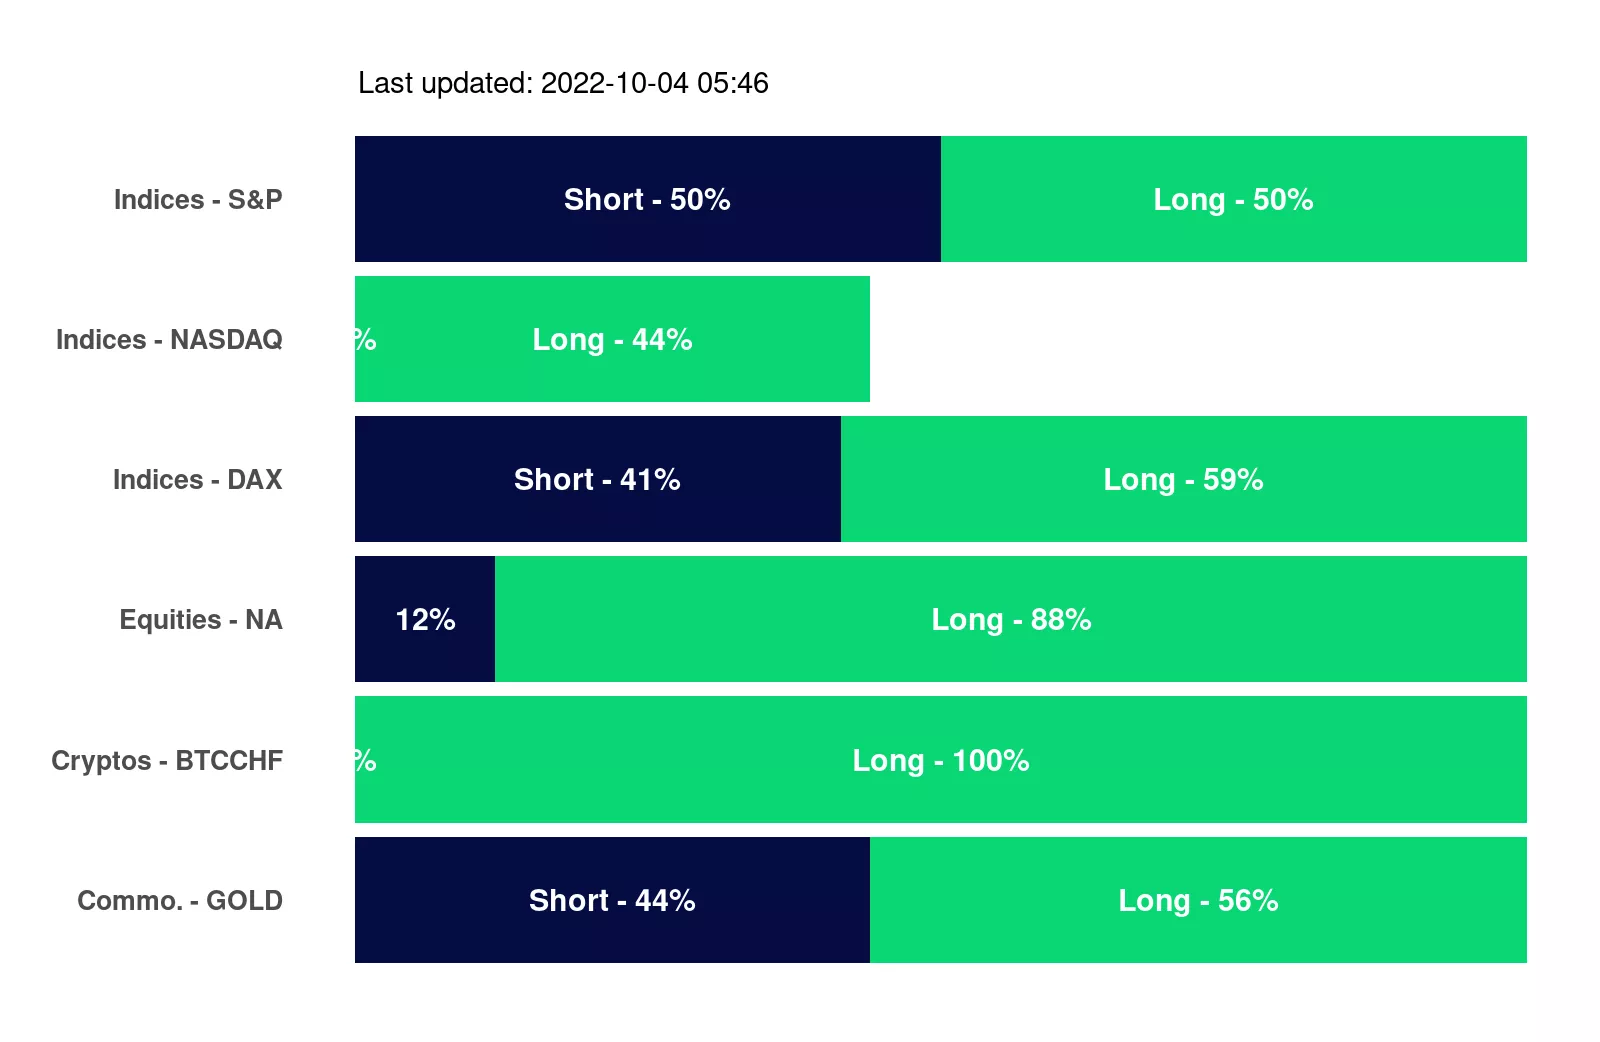 Last updated: 2022-10-04 05:46
Indices - S&P Short - 50% Long - 50%
Indices - NASDAQ % Long - 44%
Indices - DAX Short - 41% Long - 59%
Equities - NA 12% Long - 88%
Cryptos - BTCCHF % Long - 100%
Commo. - GOLD Short - 44% Long - 56%